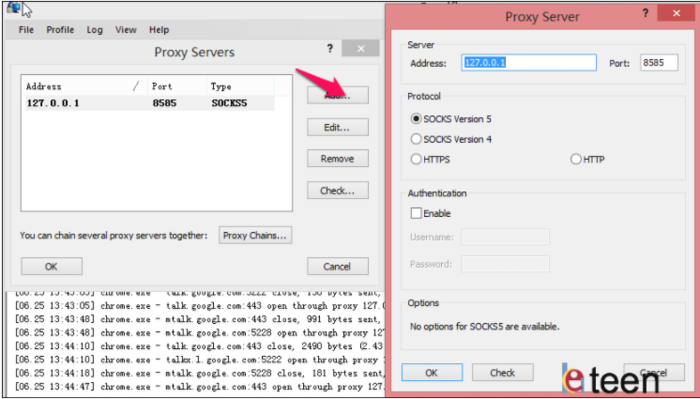 File Profile Log View Help
Proxy Servers
?
×
Address / Port Type
127.0.0.1 8585 SOCKS5
Add...
Edit...
Remove
Check...
You can chain several proxy servers together: Proxy Chains...
OK
Cancel
[06.25 13:43:05] chrome.exe - talk.google.com:5222 close, 150 bytes sent,
[06.25 13:43:05] chrome.exe - talk.google.com:443 open through proxy 127.0
[06.25 13:43:48] chrome.exe - mtalk.google.com:443 close, 991 bytes sent,
[06.25 13:43:48] chrome.exe - mtalk.google.com:5228 open through proxy 127
[06.25 13:44:10] chrome.exe - talk.google.com:443 close, 2490 bytes (2.43
[06.25 13:44:10] chrome.exe - talkx.l.google.com:5222 open through proxy
[06.25 13:44:18] chrome.exe - mtalk.google.com:5228 close, 181 bytes sent,
[06.25 13:44:47] chrome.exe - mtalk.google.com:443 open through proxy 127.
Proxy Server
?
×
Server
Address: 127.0.0.1 Port: 8585
Protocol
SOCKS Version 5
SOCKS Version 4
HTTPS HTTP
Authentication
Enable
Username:
Password:
Options
No options for SOCKS5 are available.
OK Check Cancel
eteen